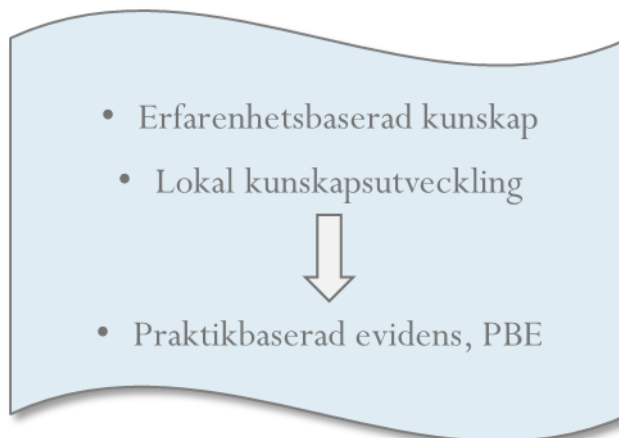 • Erfarenhetsbaserad kunskap
• Lokal kunskapsutveckling
• Praktikbaserad evidens, PBE